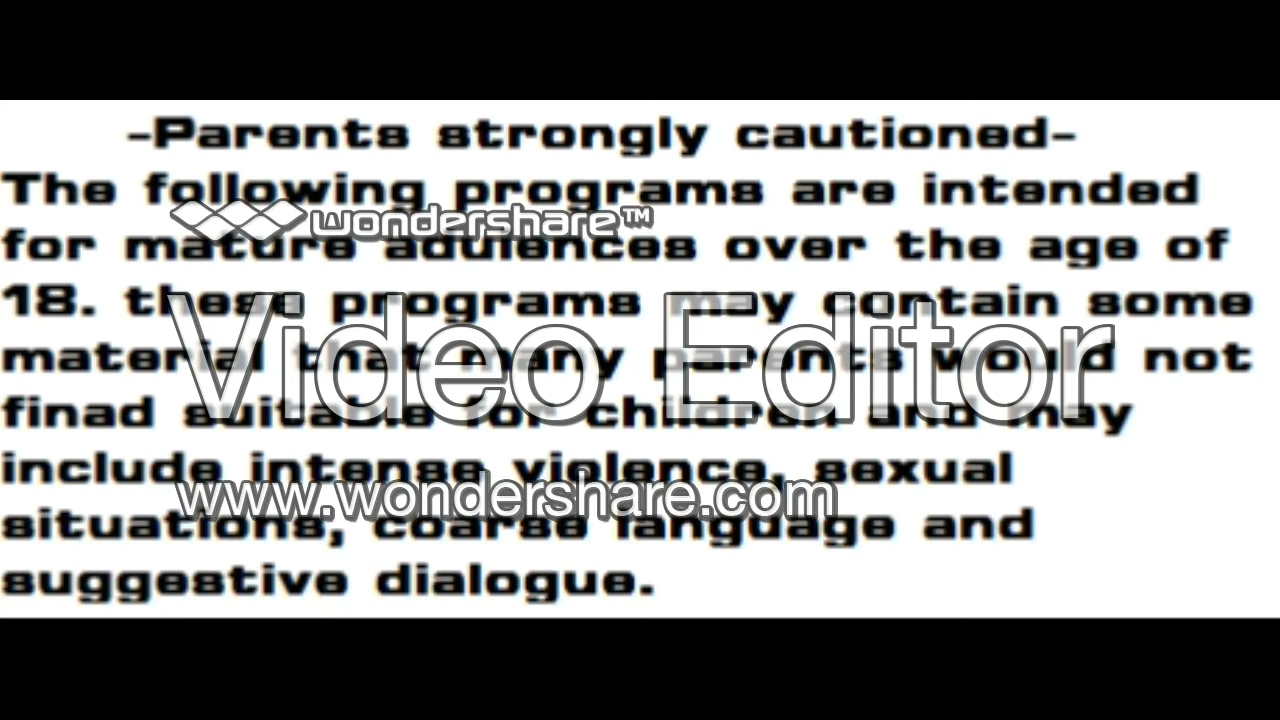 -Parents strongly cautioned-
The following programs are intended
for mature aduiences over the age of
18. these programs may contain some
material that many parents would not
finad suitable for children and may
include intense violence, sexual
situations, coarse language and
suggestive dialogue.
wondershare™
Video Editor
www.wondershare.com